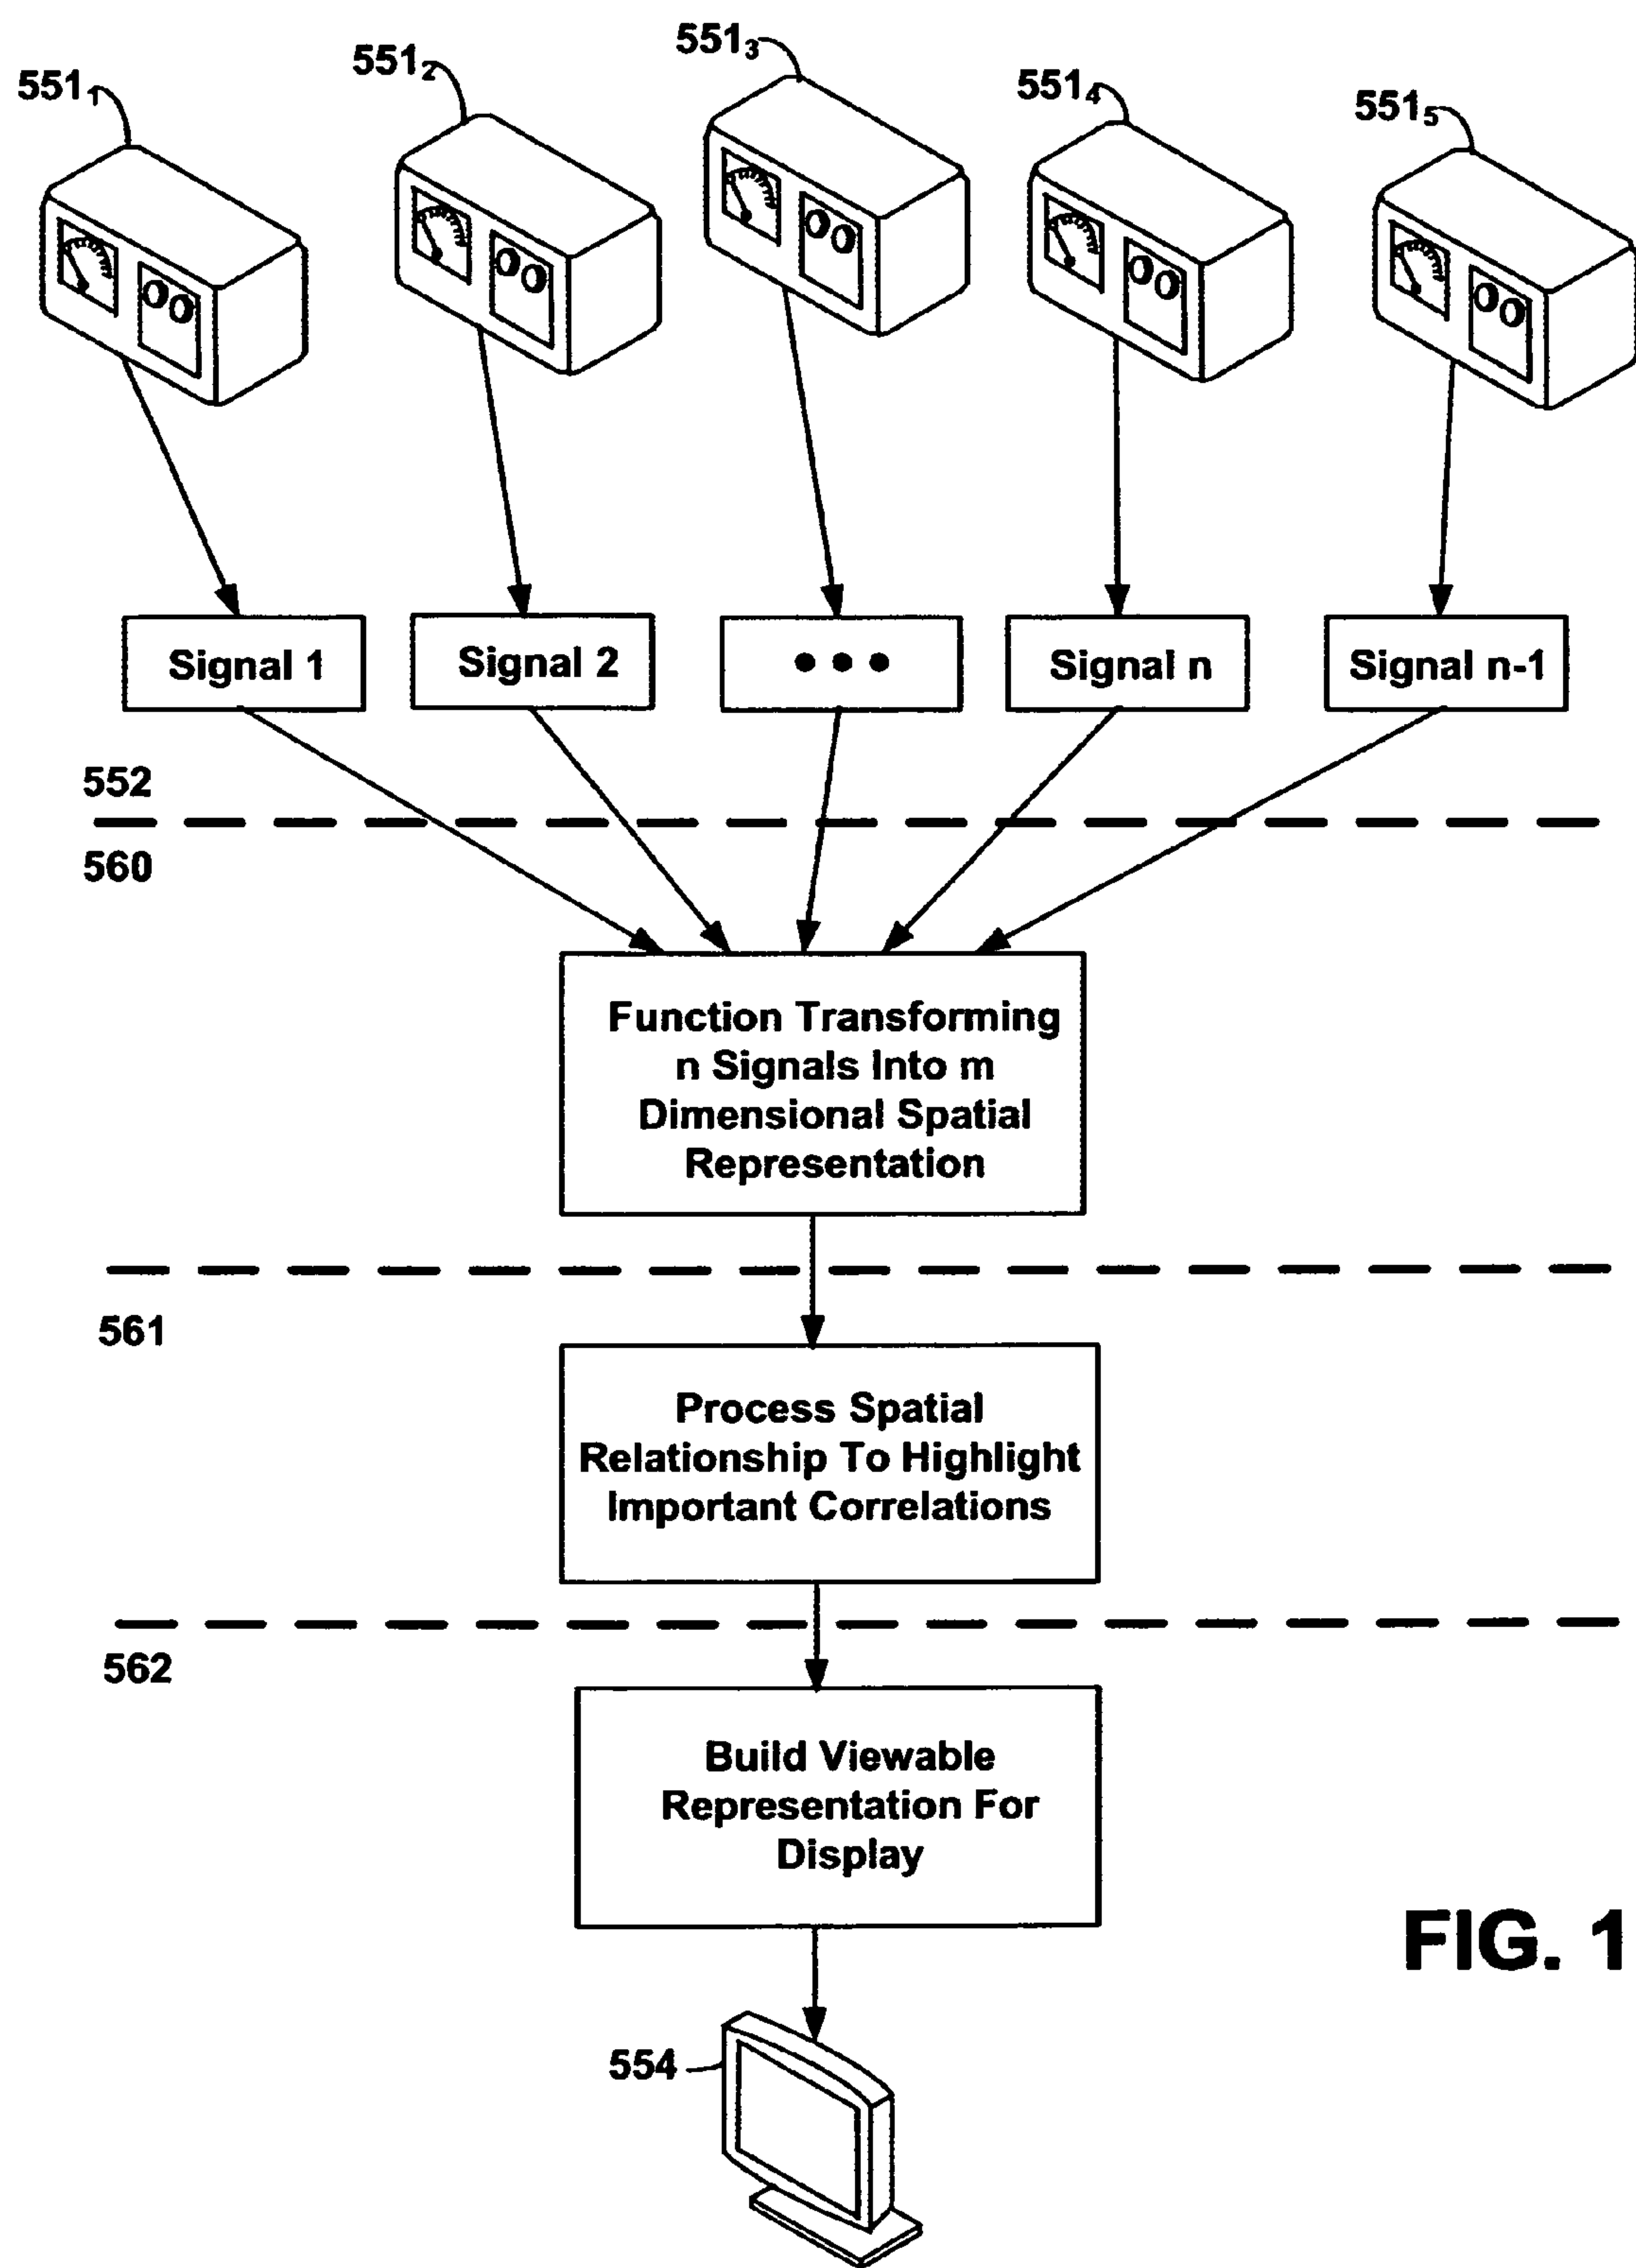 551₁
551₂
551₃
551₄
551₅
Signal 1
Signal 2
•••
Signal n
Signal n-1
552
560
Function Transforming
n Signals Into m
Dimensional Spatial
Representation
561
Process Spatial
Relationship To Highlight
Important Correlations
562
Build Viewable
Representation For
Display
FIG. 1
554